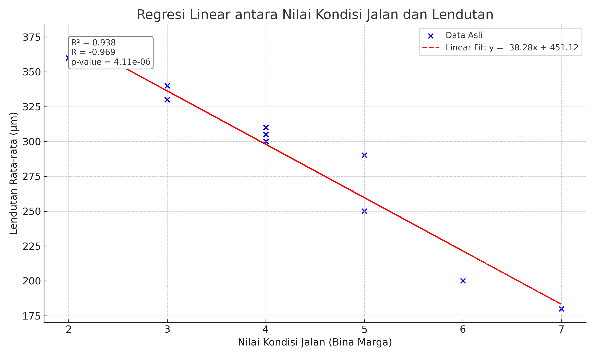 Regresi Linear antara Nilai Kondisi Jalan dan Lendutan
375
350
325
300
275
250
225
200
175
Lendutan Rata-rata (µm)
R² = 0.938
R = -0.969
p-value = 4.11e-06
Data Asli
Linear Fit: y = 38.28x + 451.12
2 3 4 5 6 7
Nilai Kondisi Jalan (Bina Marga)